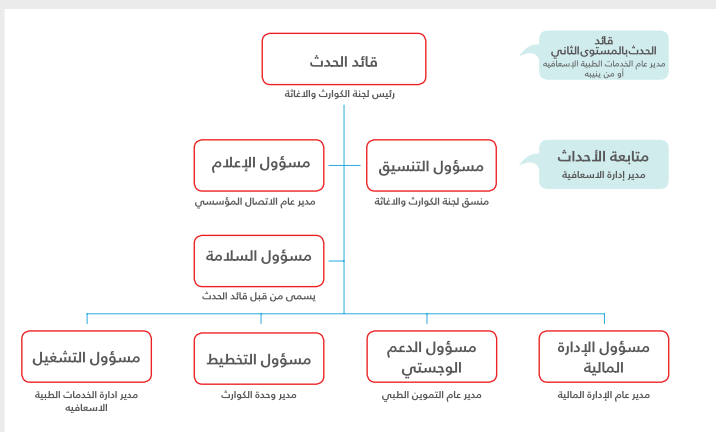 قائد
الحدث بالمستوى الثاني
مدير عام الخدمات الطبية الإسعافيه
أو من ينيبه
قائد الحدث
رئيس لجنة الكوارث والاغاثة
متابعة الأحداث
مدير إدارة الاسعافية
مسؤول التنسيق
منسق لجنة الكوارث والاغاثة
مسؤول الإعلام
مدير عام الاتصال المؤسسي
مسؤول السلامة
يسمى من قبل قائد الحدث
مسؤول الإدارة
المالية
مدير عام الإدارة المالية
مسؤول الدعم
الوجستي
مدير عام التموين الطبي
مسؤول التخطيط
مدير وحدة الكوارث
مسؤول التشغيل
مدير ادارة الخدمات الطبية
الاسعافيه